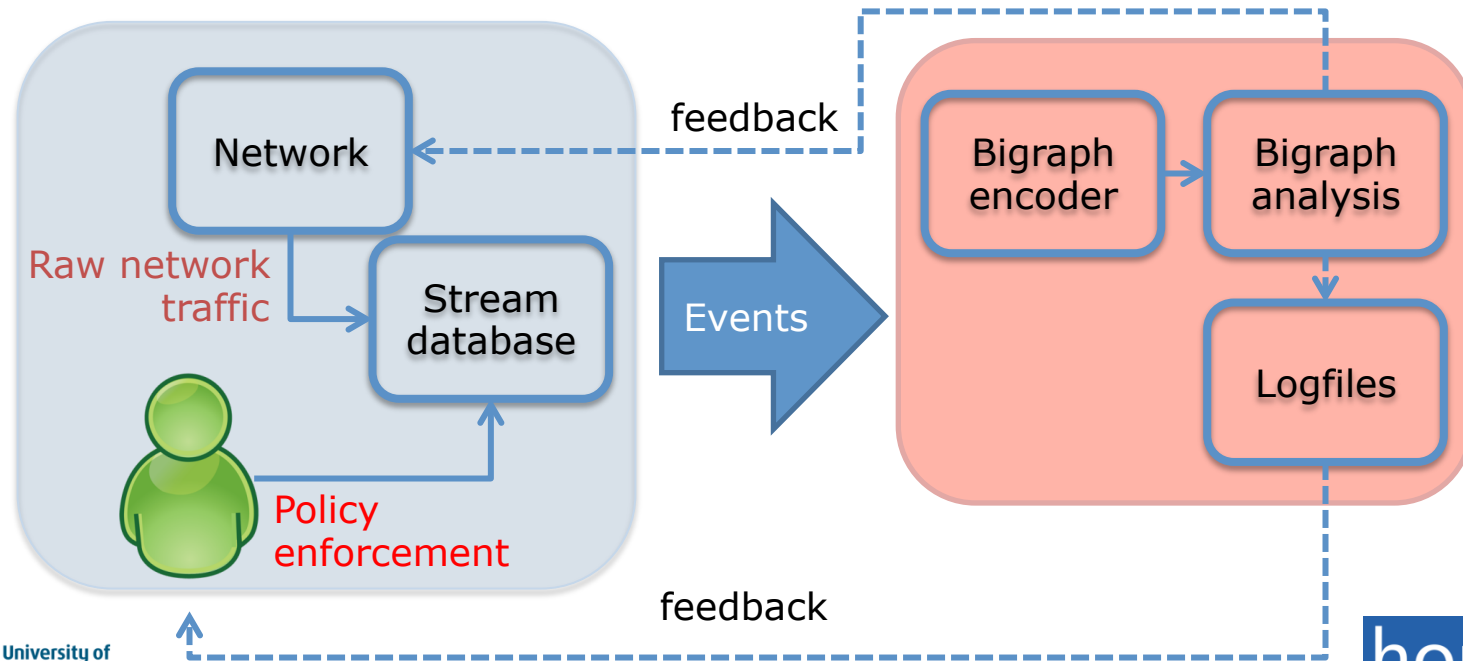 feedback
Network
Bigraph
encoder
Bigraph
analysis
Raw network
traffic
Stream
database
Events
Logfiles
Policy
enforcement
feedback
University of